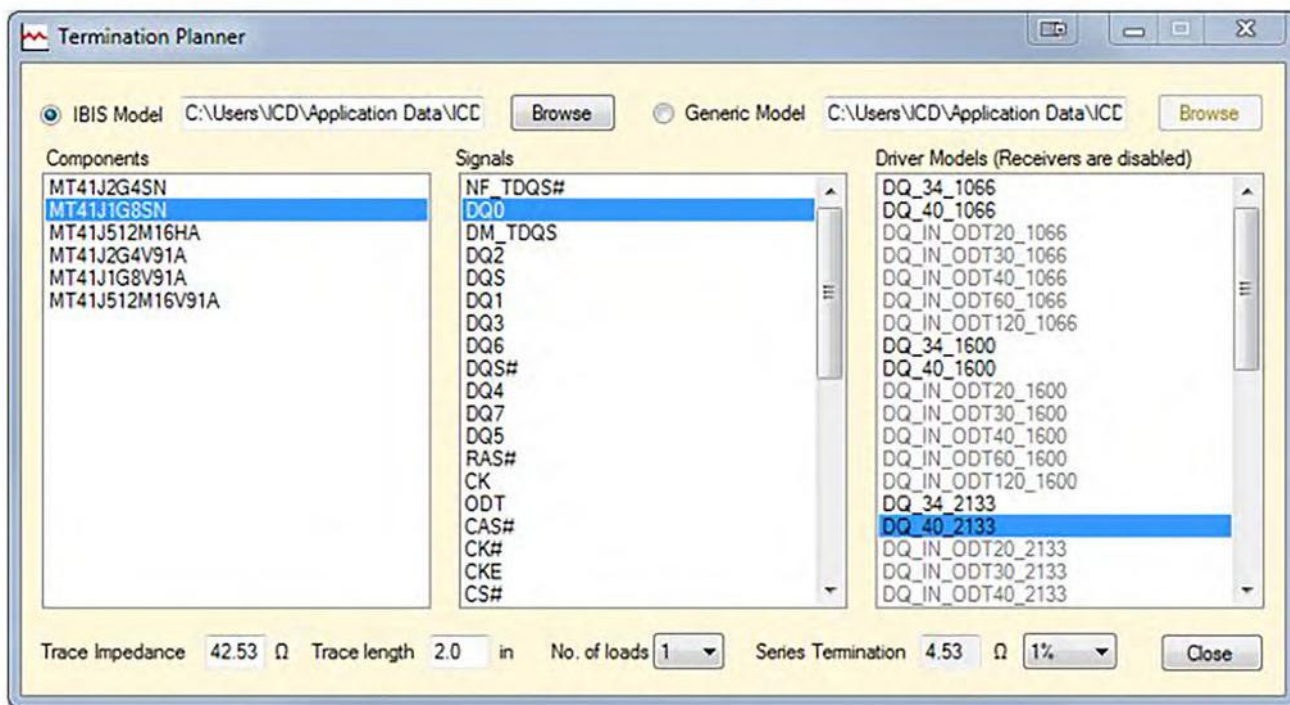 Termination Planner
IBIS Model C:\Users\ICD\Application Data\ICD Browse Generic Model C:\Users\ICD\Application Data\ICD Browse
Components
MT41J2G4SN
MT41J1G8SN
MT41J512M16HA
MT41J2G4V91A
MT41J1G8V91A
MT41J512M16V91A
Signals
NF_TDQS#
DQ0
DM_TDQS
DQ2
DQS
DQ1
DQ3
DQ6
DQS#
DQ4
DQ7
DQ5
RAS#
CK
ODT
CAS#
CK#
CKE
CS#
Driver Models (Receivers are disabled)
DQ_34_1066
DQ_40_1066
DQ_IN_ODT20_1066
DQ_IN_ODT30_1066
DQ_IN_ODT40_1066
DQ_IN_ODT60_1066
DQ_IN_ODT120_1066
DQ_34_1600
DQ_40_1600
DQ_IN_ODT20_1600
DQ_IN_ODT30_1600
DQ_IN_ODT40_1600
DQ_IN_ODT60_1600
DQ_IN_ODT120_1600
DQ_34_2133
DQ_40_2133
DQ_IN_ODT20_2133
DQ_IN_ODT30_2133
DQ_IN_ODT40_2133
Trace Impedance 42.53 Ω Trace length 2.0 in No. of loads 1 Series Termination 4.53 Ω 1% Close